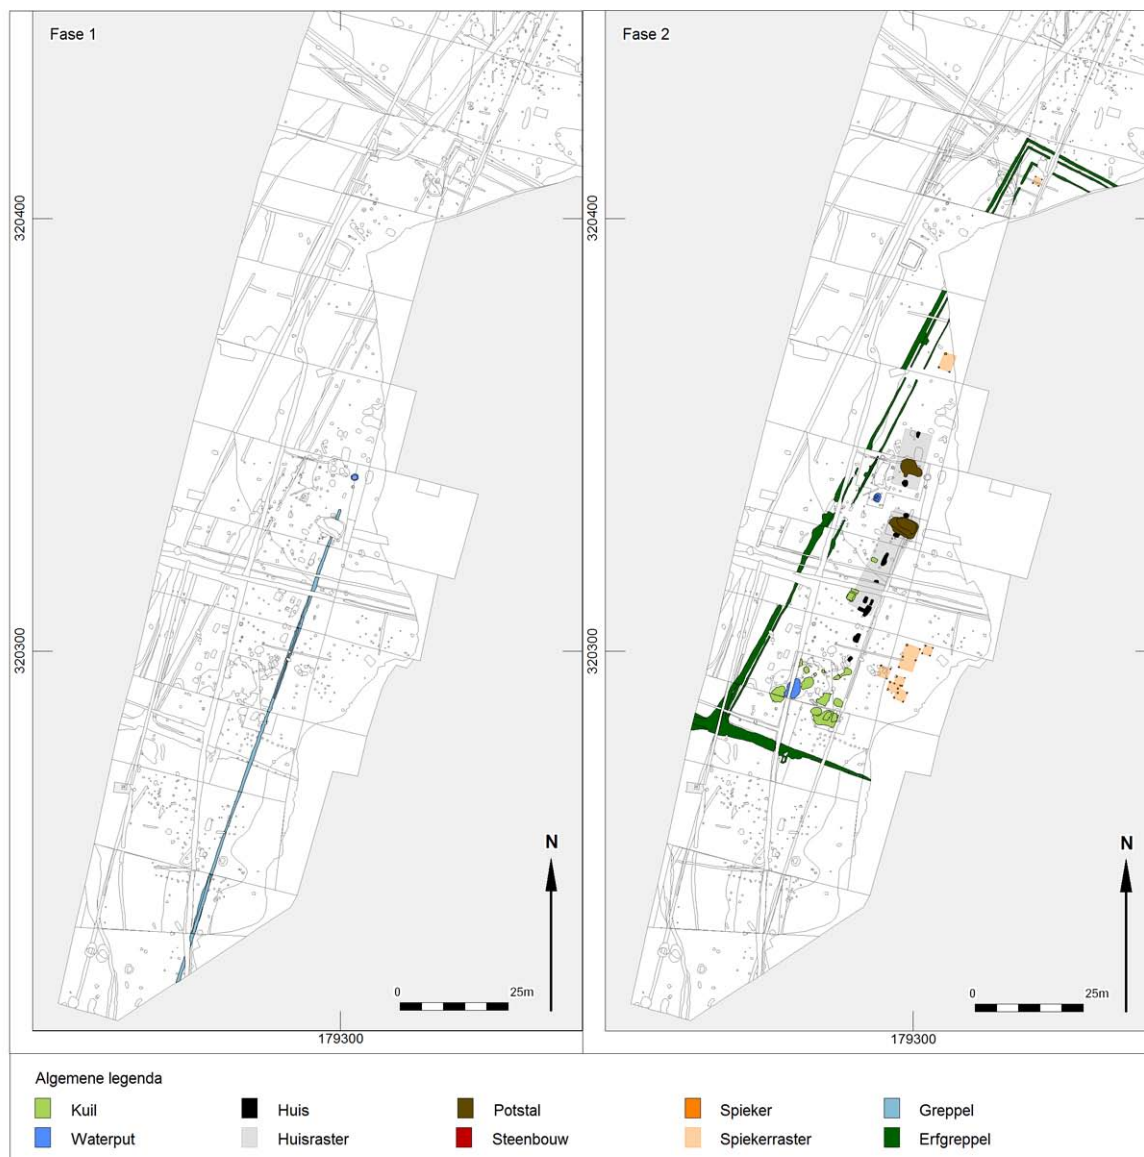 Fase 1
Fase 2
320400
320400
320300
320300
N
N
0 25m
0 25m
179300
179300
Algemene legenda
Kuil Huis Potstal Spieker Greppel
Waterput Huisraster Steenbouw Spiekerraster Erfgreppel